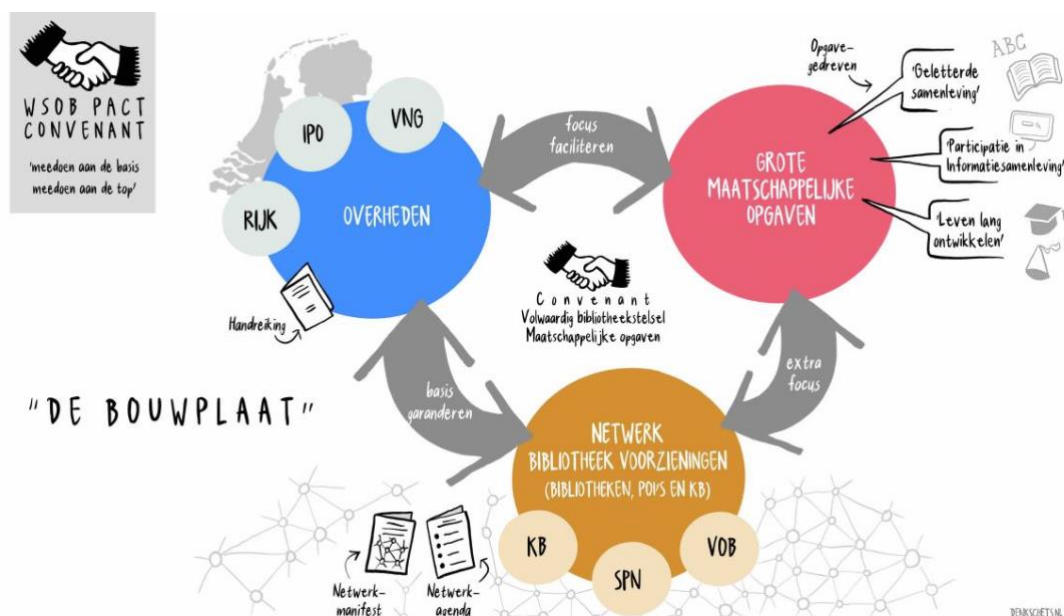 WSOB PACT
CONVENANT
'meedoen aan de basis
meedoen aan de top'
IPO
VNG
RIJK
OVERHEDEN
Handreiking
focus
faciliteren
GROTE
MAATSCHAPPELIJKE
OPGAVEN
Opgave-
gedreven
ABC
'Geletterde
samenleving'
'Participatie in
Informatiesamenleving'
'Leven lang
ontwikkelen'
Convenant
Volwaardig bibliotheekstelsel
Maatschappelijke opgaven
basis
garanderen
extra
focus
"DE BOUWPLAAT"
NETWERK
BIBLIOTHEEK VOORZIENINGEN
(BIBLIOTHEKEN, POI'S EN KB)
KB
SPN
VOB
Netwerk-
manifest
Netwerk-
agenda
DENKSCHETS.NL